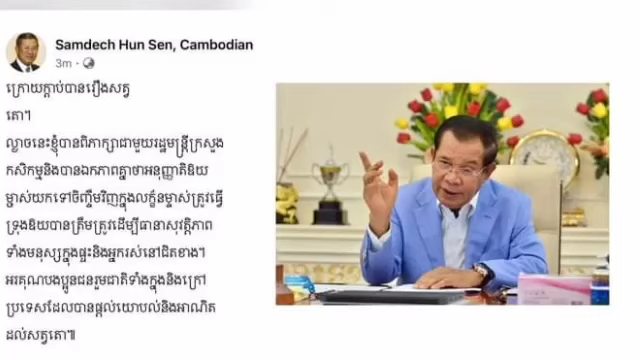 Samdech Hun Sen, Cambodian
3m ·
ក្រោយក្តាប់បានរឿងសត្វ
តោ។
ល្ងាចនេះខ្ញុំបានពិភាក្សាជាមួយរដ្ឋមន្ត្រីក្រសួង
កសិកម្មនិងបានឯកភាពគ្នាថាអនុញ្ញាតិឱយ
ម្ចាស់យកទៅចិញ្ចឹមវិញក្នុងលក្ខ័នម្ចាស់ត្រូវធ្វើ
ទ្រុងឱយបានត្រឹមត្រូវដើម្បីធានាសុវត្តិភាព
ទាំងមនុស្សក្នុងផ្ទះនិងអ្នករស់នៅជិតខាង។
អរគុណបងប្អូនជនរួមជាតិទាំងក្នុងនិងក្រៅ
ប្រទេសដែលបានផ្តល់យោបល់និងអាណិត
ដល់សត្វតោ៕